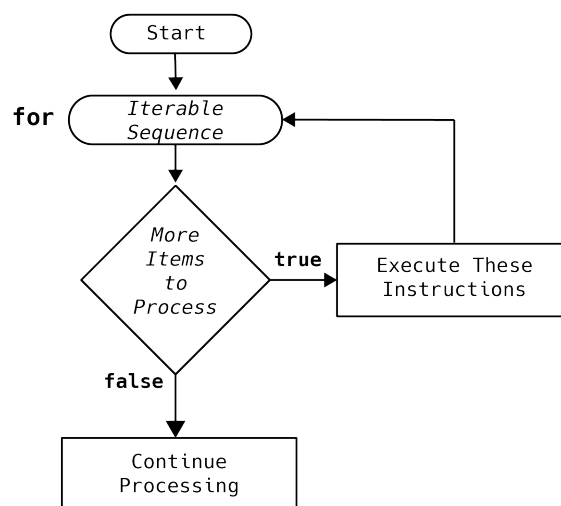 Start
for
Iterable
Sequence
More
Items
to
Process
true
Execute These
Instructions
false
Continue
Processing